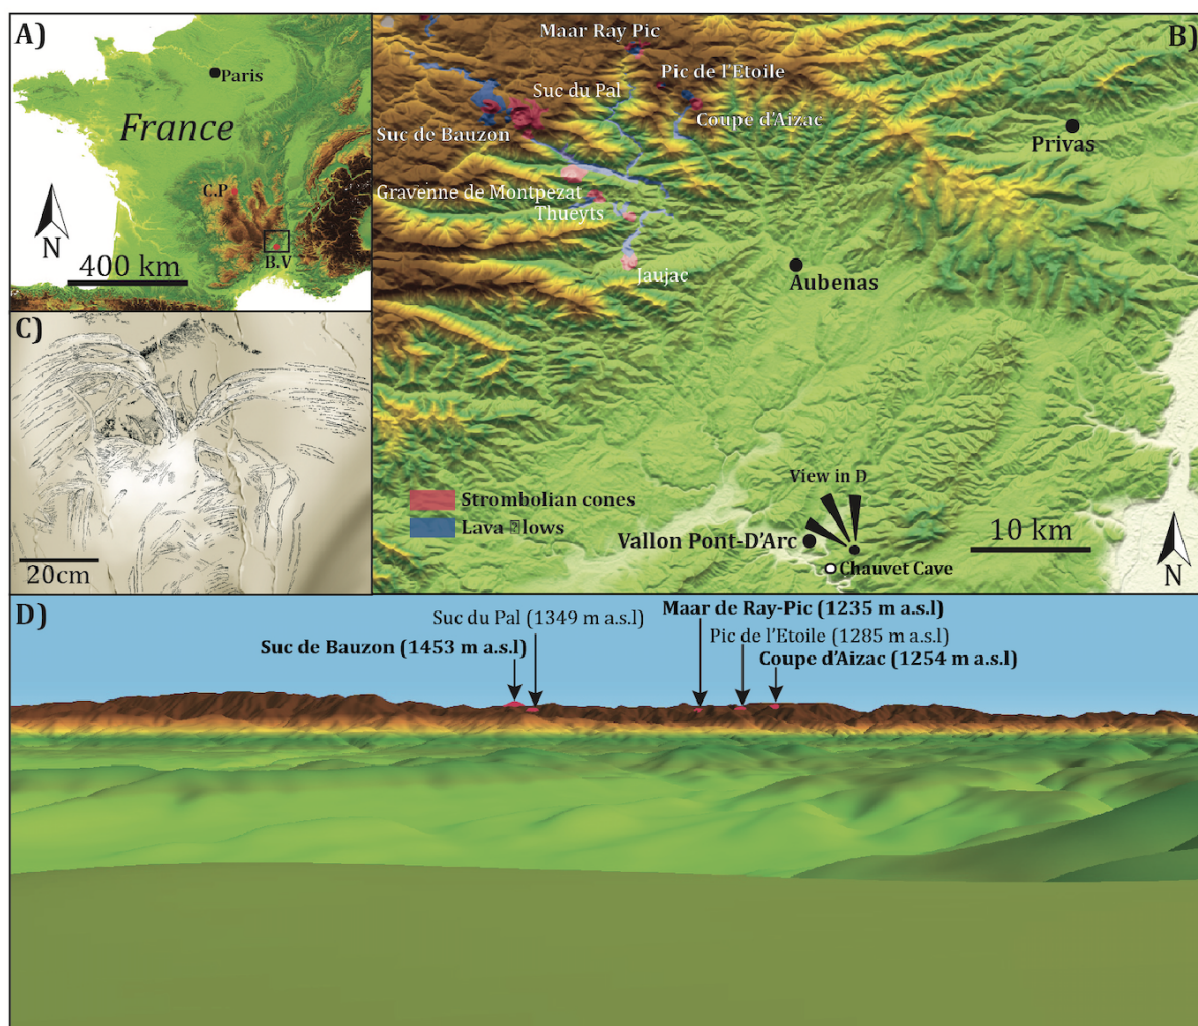 A)
Paris
France
C.P
N
B.V
400 km
B)
Maar Ray Pic
Pic de l'Etoile
Suc du Pal
Coupe d'Aizac
Suc de Bauzon
Privas
Gravenne de Montpezat
Thueyts
Jaujac
Aubenas
View in D
Strombolian cones
Lava ⍰lows
10 km
N
Vallon Pont-D'Arc
Chauvet Cave
C)
20cm
D)
Maar de Ray-Pic (1235 m a.s.l)
Suc du Pal (1349 m a.s.l)
Pic de l'Etoile (1285 m a.s.l)
Suc de Bauzon (1453 m a.s.l)
Coupe d'Aizac (1254 m a.s.l)